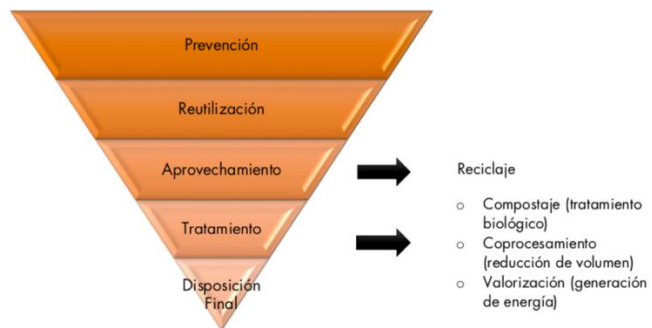 Prevención
Reutilización
Aprovechamiento
Reciclaje
Tratamiento
○ Compostaje (tratamiento
biológico)
○ Coprocesamiento
(reducción de volumen)
○ Valorización (generación
de energía)
Disposición
Final